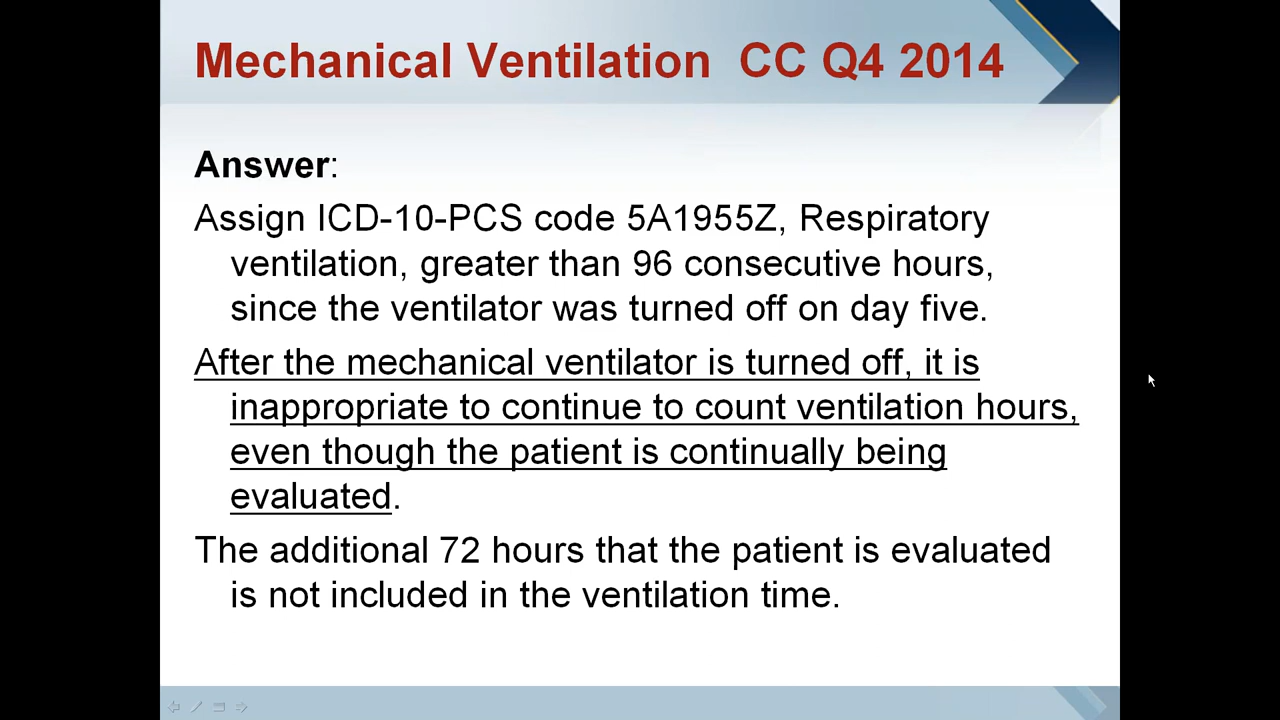 Mechanical Ventilation CC Q4 2014
Answer:
Assign ICD-10-PCS code 5A1955Z, Respiratory
ventilation, greater than 96 consecutive hours,
since the ventilator was turned off on day five.
After the mechanical ventilator is turned off, it is
inappropriate to continue to count ventilation hours,
even though the patient is continually being
evaluated.
The additional 72 hours that the patient is evaluated
is not included in the ventilation time.